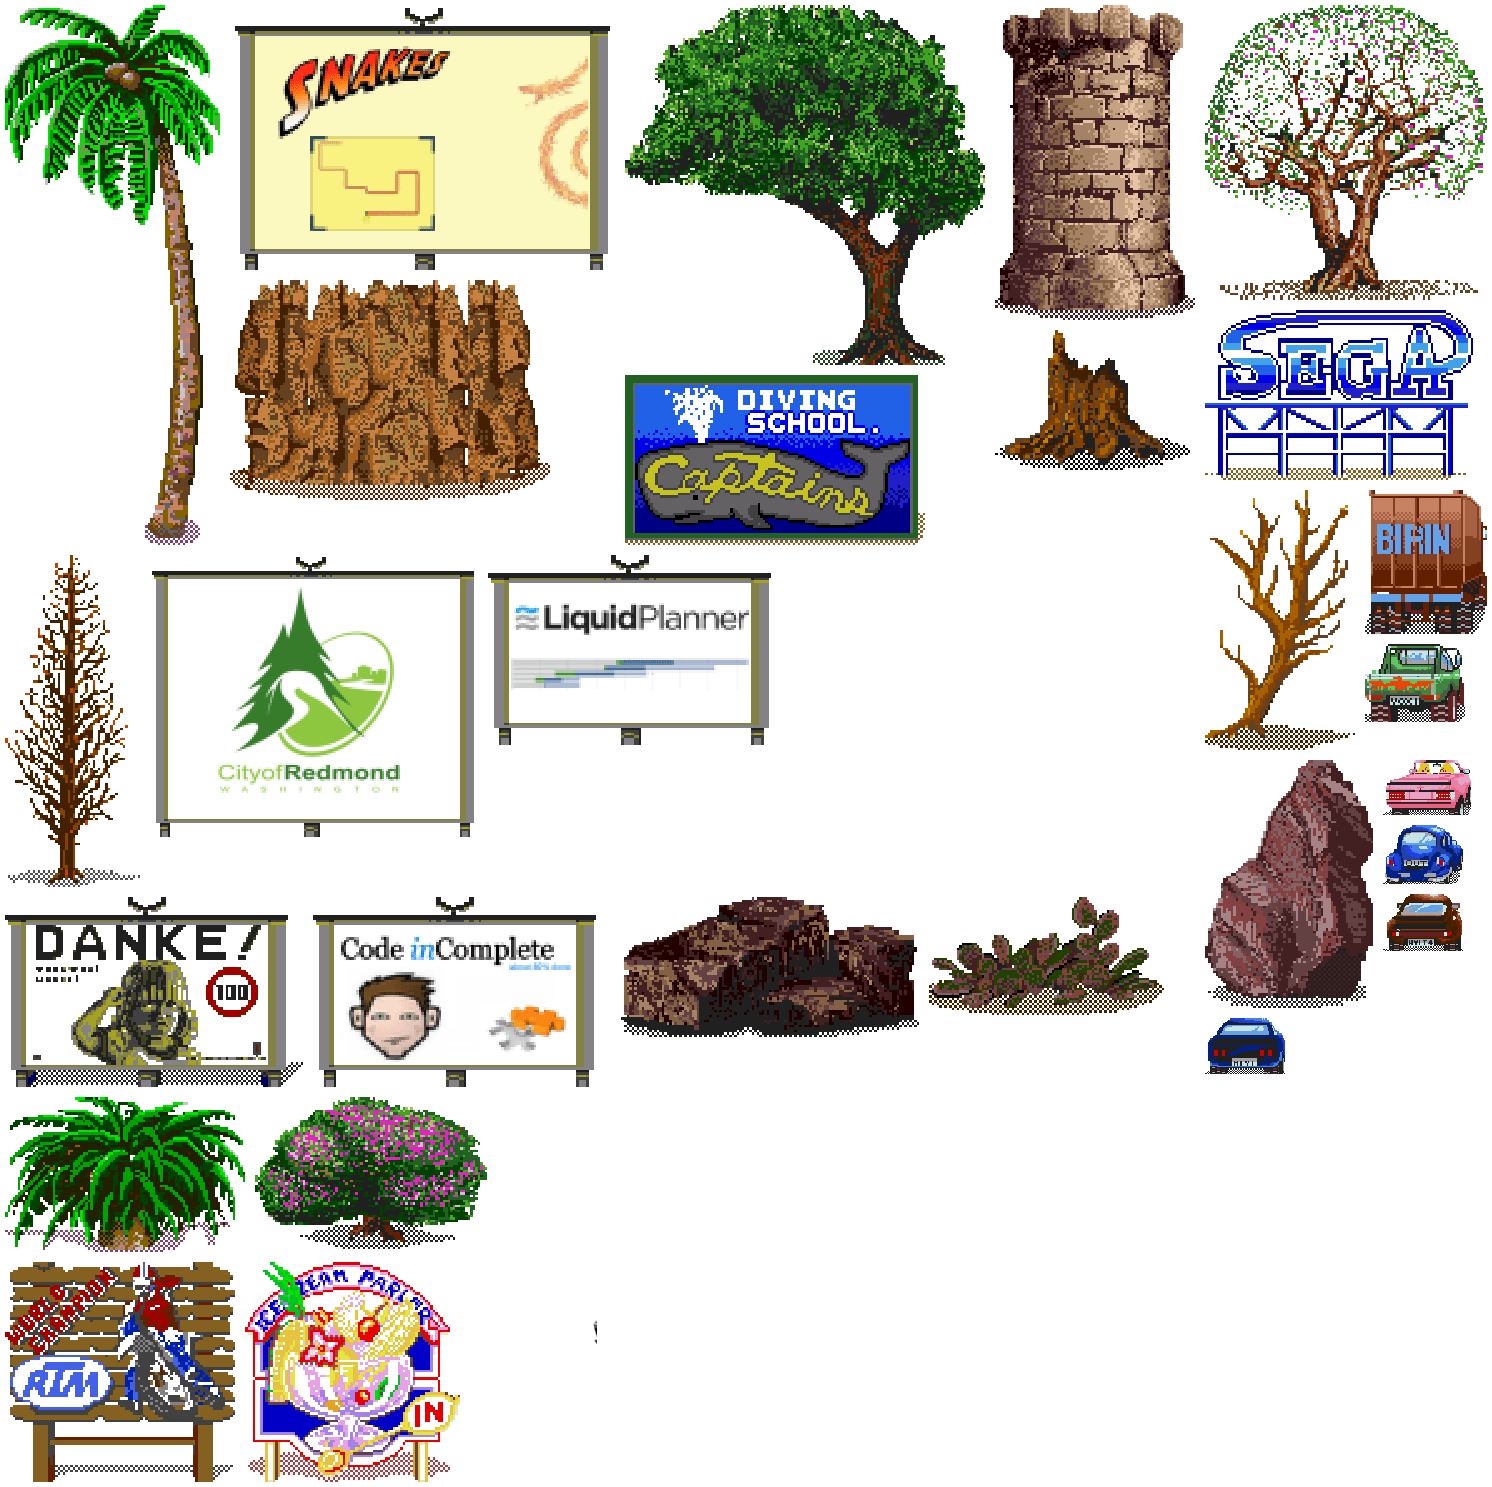 SNAKES
SEGA
DIVING
SCHOOL.
Captains
BIRIN
LiquidPlanner
CityofRedmond
WASHINGTON
DANKE!
100
Code inComplete
WORLD
CHAMPION
RTM
ICE CREAM PARLOR
IN